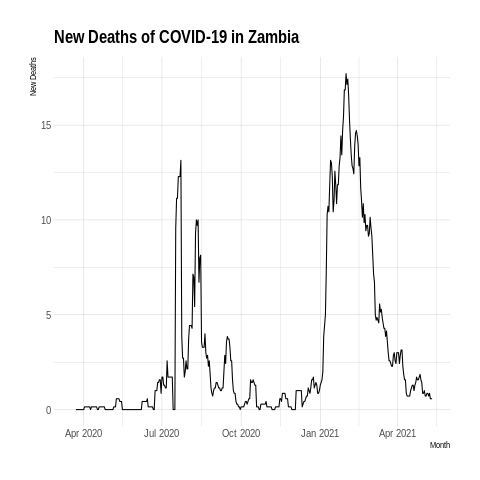 New Deaths of COVID-19 in Zambia
New Deaths
15
10
5
0
Apr 2020 Jul 2020 Oct 2020 Jan 2021 Apr 2021
Month